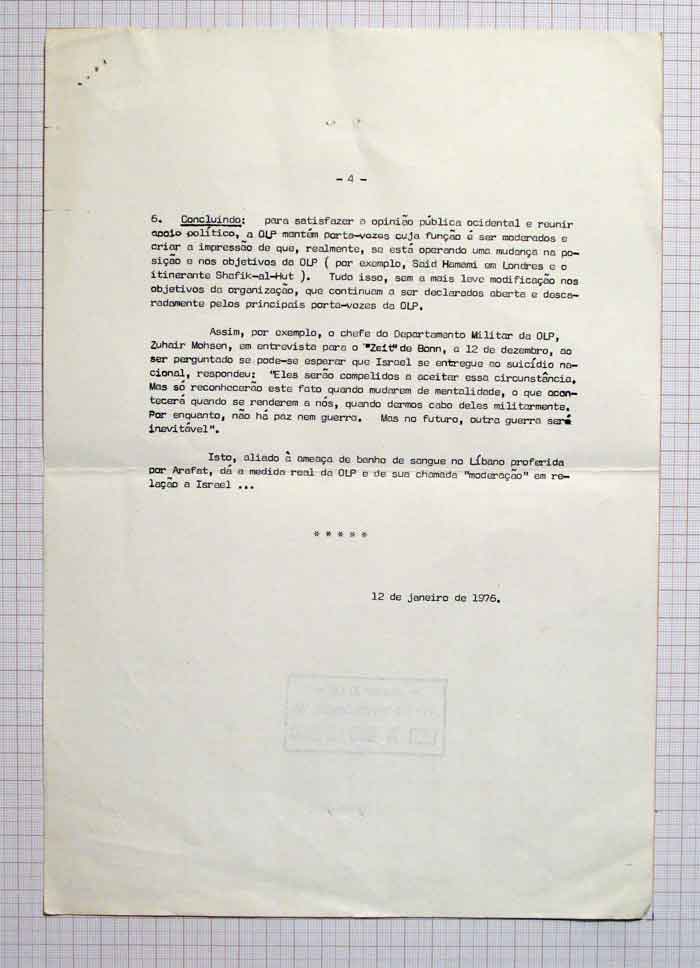 - 4 -
6. Concluindo: para satisfazer a opinião pública ocidental e reunir
apoio político, a OLP mantém porta-vozes cuja função é ser moderados e
criar a impressão de que, realmente, se está operando uma mudança na po-
sição e nos objetivos da OLP ( por exemplo, Said Hamami em Londres e o
itinerante Shafik-al-Hut ). Tudo isso, sem a mais leve modificação nos
objetivos da organização, que continuam a ser declarados aberta e desca-
radamente pelos principais porta-vozes da OLP.
Assim, por exemplo, o chefe do Departamento Militar da OLP,
Zuhair Mohsen, em entrevista para o "Zeit" de Bonn, a 12 de dezembro, ao
ser perguntado se pode-se esperar que Israel se entregue ao suicídio na-
cional, respondeu: "Eles serão compelidos a aceitar essa circunstância.
Mas só reconhecerão este fato quando mudarem de mentalidade, o que acon-
tecerá quando se renderem a nós, quando darmos cabo deles militarmente.
Por enquanto, não há paz nem guerra. Mas no futuro, outra guerra será
inevitável".
Isto, aliado à ameaça de banho de sangue no Líbano proferida
por Arafat, dá a medida real da OLP e de sua chamada "moderação" em re-
lação a Israel ...
* * * * *
12 de janeiro de 1976.